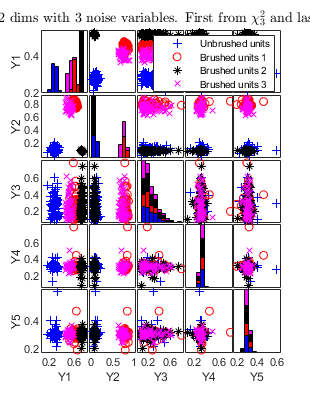 2 dims with 3 noise variables. First from χ²₃ and las
Unbrushed units
Brushed units 1
Brushed units 2
Brushed units 3
Y1
0.4
0.2
Y2
0.8
0.6
0.4
0.2
Y3
0.6
0.4
0.2
Y4
0.6
0.4
0.2
Y5
0.4
0.2
0.2 0.6 0 0.5 1 0.2 0.6 0.2 0.4 0.6 0.2 0.4 0.6
Y1 Y2 Y3 Y4 Y5